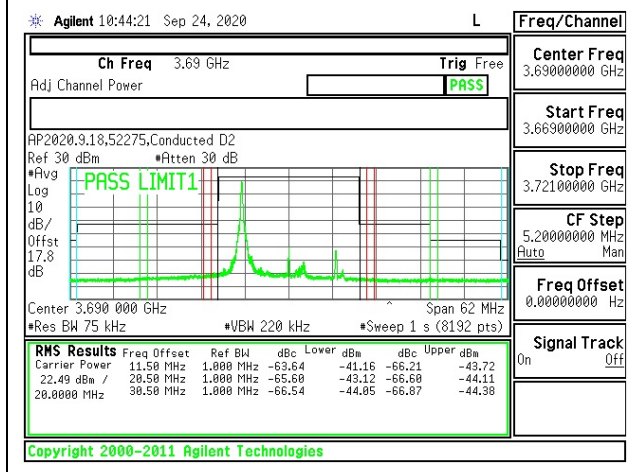 Agilent 10:44:21 Sep 24, 2020 L
Ch Freq 3.69 GHz Trig Free
Adj Channel Power PASS
AP2020.9.18,52275,Conducted D2
Ref 30 dBm #Atten 30 dB
#Avg
Log
10
dB/
Offst
17.8
dB
PASS LIMIT1
Center 3.690 000 GHz Span 62 MHz
#Res BW 75 kHz #VBW 220 kHz #Sweep 1 s (8192 pts)
RMS Results Freq Offset Ref BW dBc Lower dBm dBc Upper dBm
Carrier Power 11.50 MHz 1.000 MHz -63.64 -41.16 -66.21 -43.72
22.49 dBm / 20.50 MHz 1.000 MHz -65.60 -43.12 -66.60 -44.11
20.0000 MHz 30.50 MHz 1.000 MHz -66.54 -44.05 -66.87 -44.38
Copyright 2000-2011 Agilent Technologies
Freq/Channel
Center Freq
3.69000000 GHz
Start Freq
3.66900000 GHz
Stop Freq
3.72100000 GHz
CF Step
5.20000000 MHz
Auto Man
Freq Offset
0.00000000 Hz
Signal Track
On Off